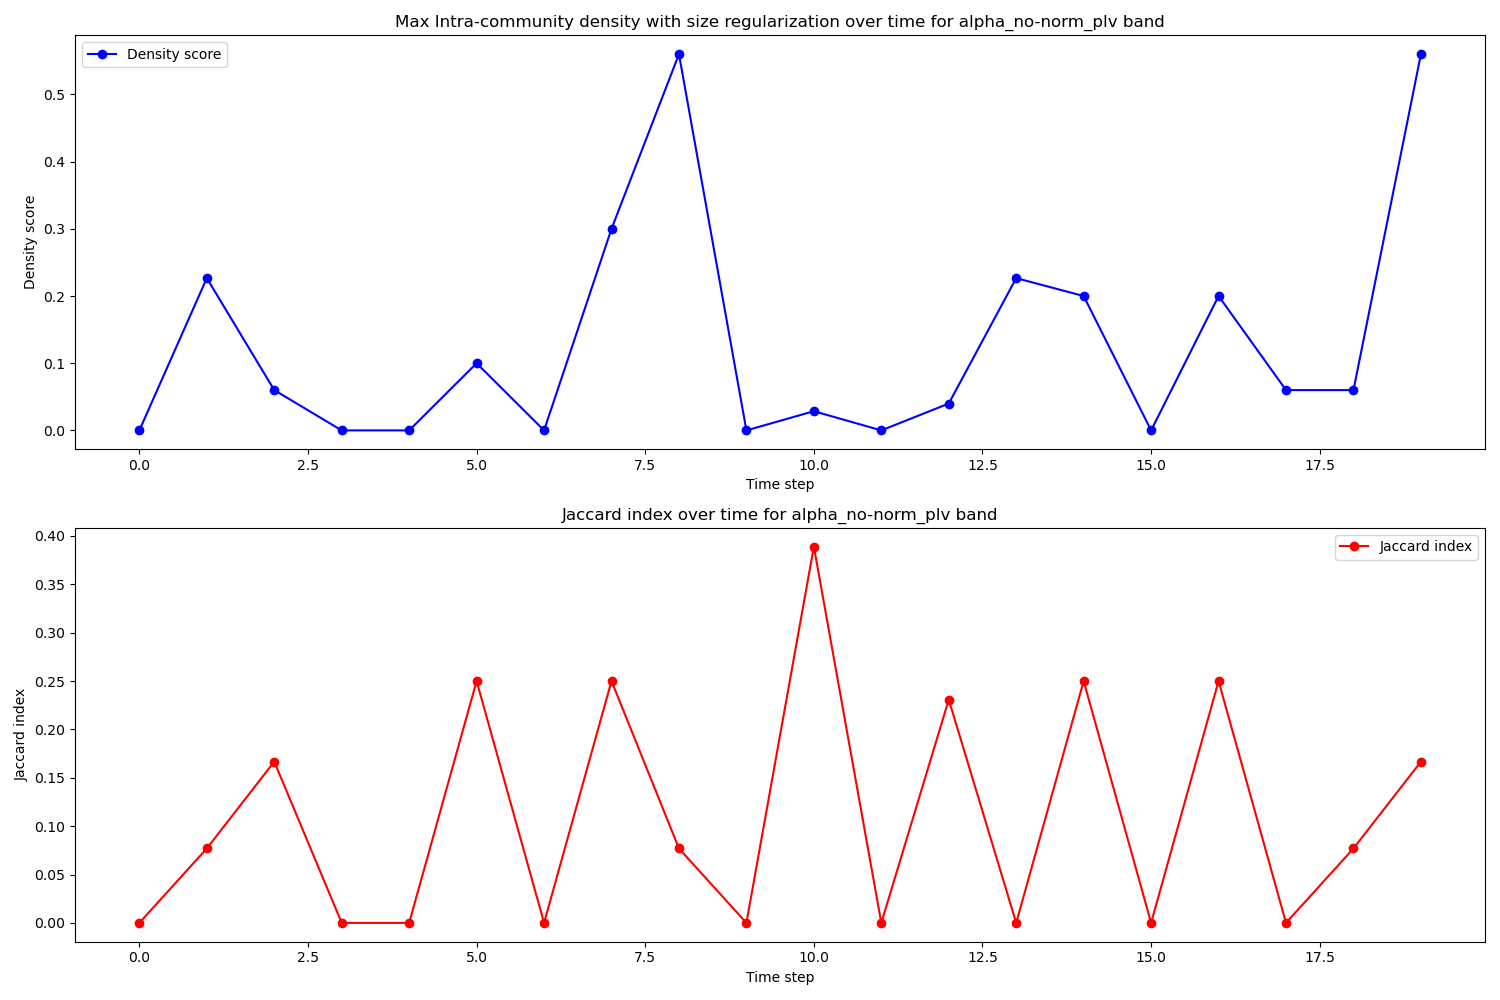 Max Intra-community density with size regularization over time for alpha_no-norm_plv band
Density score
0.5
0.4
0.3
0.2
0.1
0.0
Density score
0.0 2.5 5.0 7.5 10.0 12.5 15.0 17.5
Time step
Jaccard index over time for alpha_no-norm_plv band
Jaccard index
0.40
0.35
0.30
0.25
0.20
0.15
0.10
0.05
0.00
Jaccard index
0.0 2.5 5.0 7.5 10.0 12.5 15.0 17.5
Time step